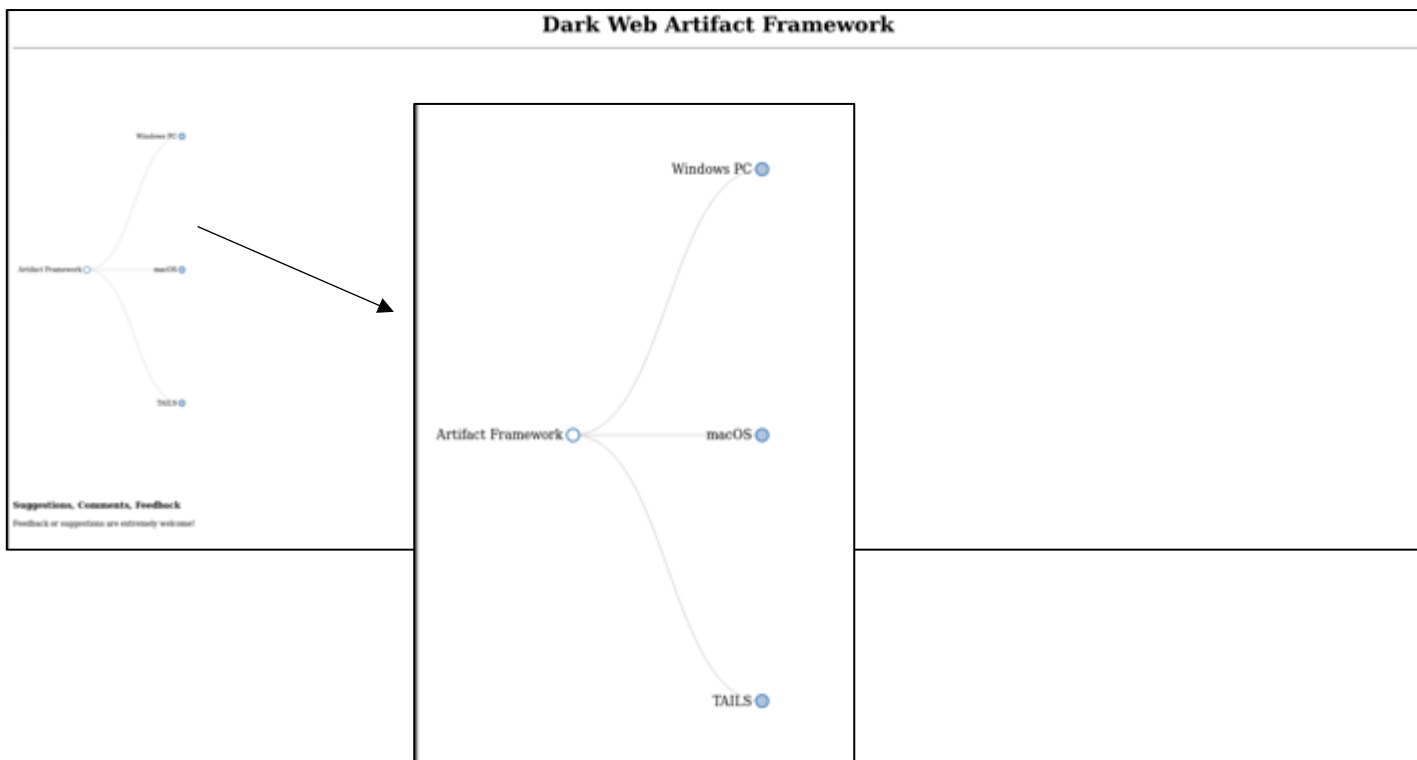 Dark Web Artifact Framework
Windows PC
Artifact Framework
macOS
TAILS
Suggestions, Comments, Feedback
Feedback or suggestions are extremely welcome!
Windows PC
Artifact Framework
macOS
TAILS